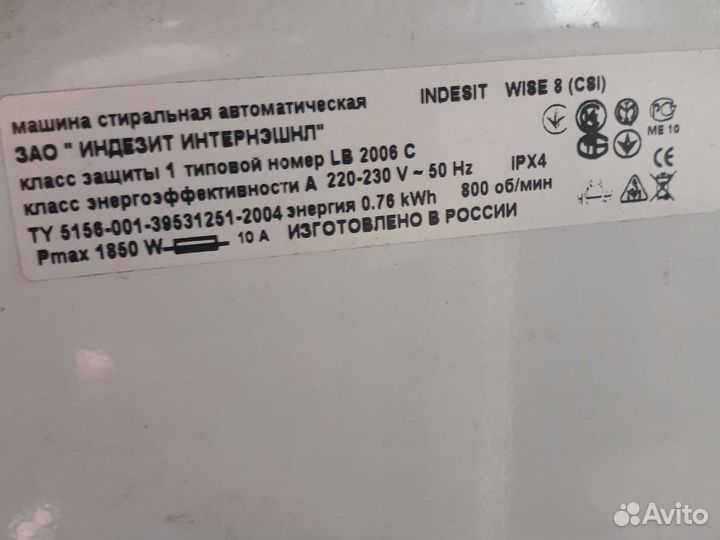 машина стиральная автоматическая INDESIT WISE 8 (CSI)
ЗАО " ИНДЕЗИТ ИНТЕРНЭШНЛ"
класс защиты 1 типовой номер LB 2006 C IPX4
класс энергоэффективности А 220-230 V ~ 50 Hz 800 об/мин
ТУ 5156-001-39531251-2004 энергия 0.76 kWh
Pmax 1850 W 10 A ИЗГОТОВЛЕНО В РОССИИ
ME 10
CE
Avito